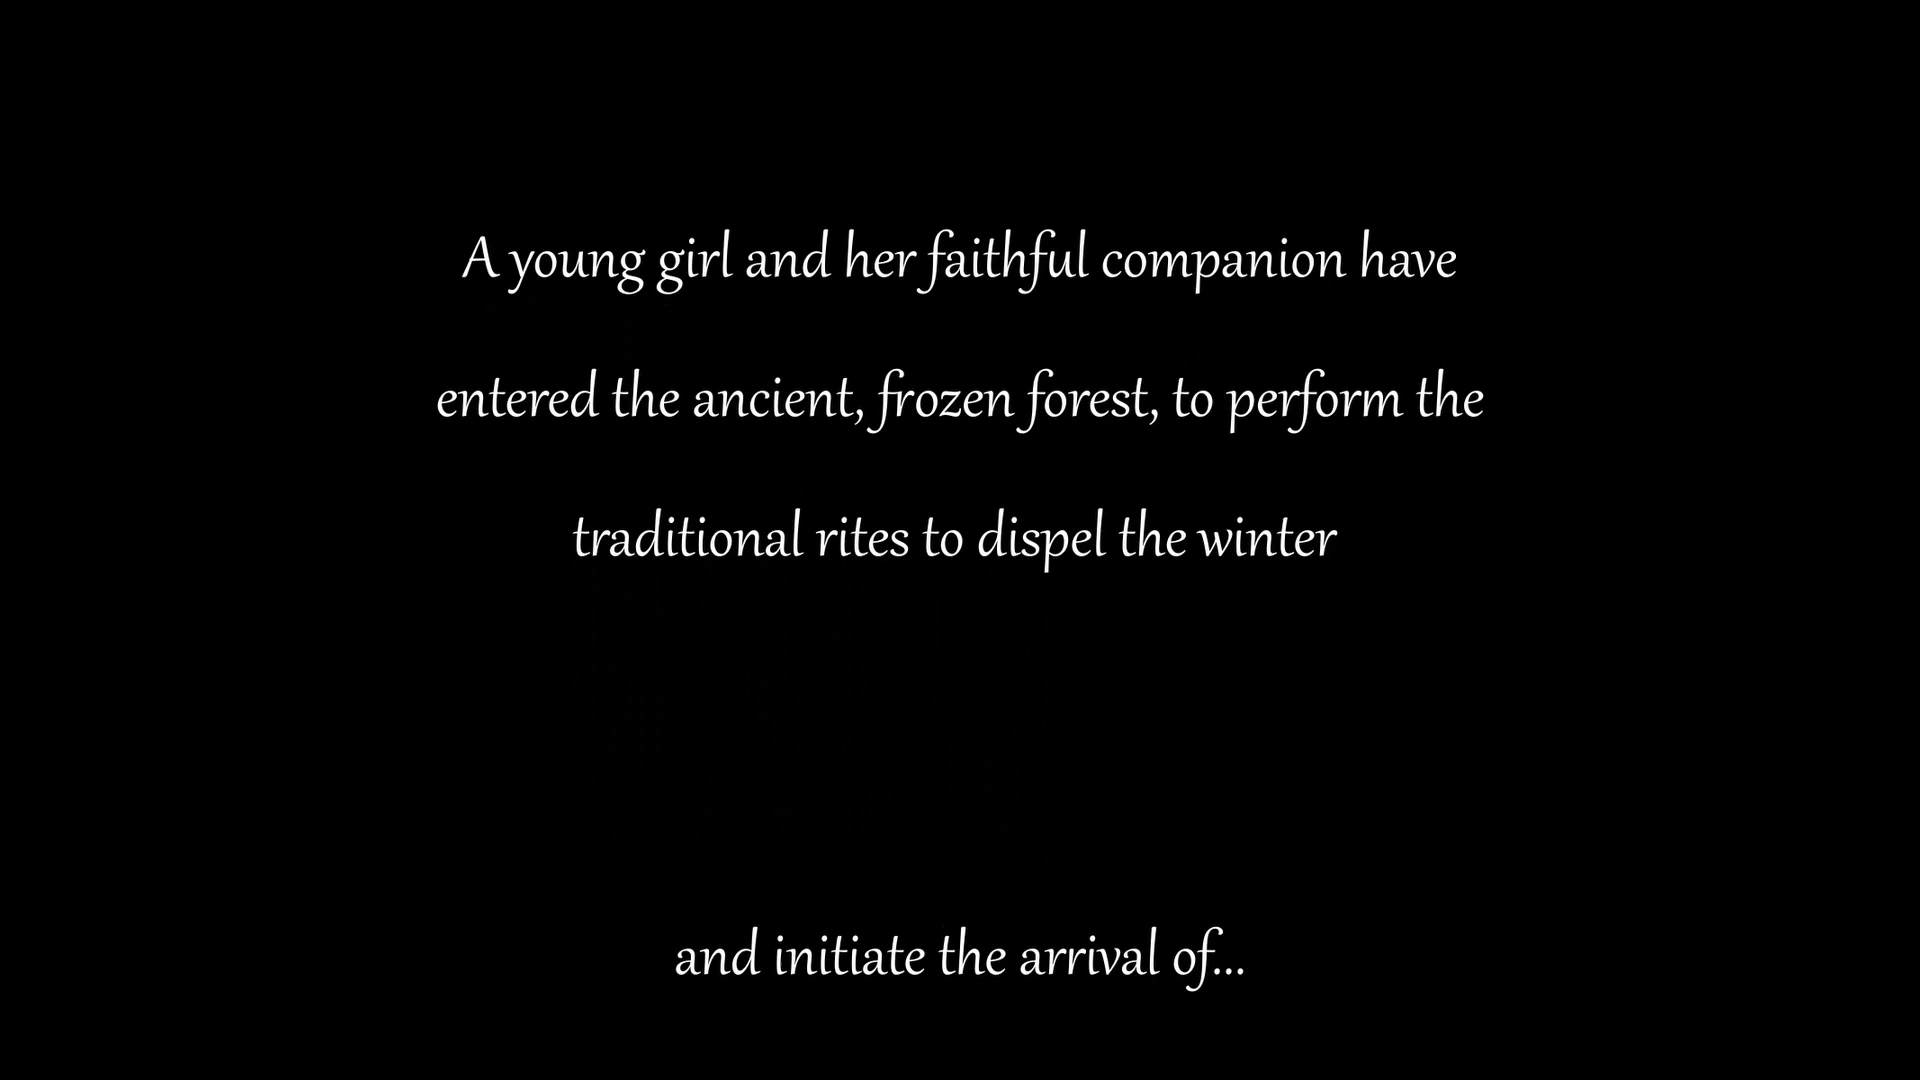 A young girl and her faithful companion have
entered the ancient, frozen forest, to perform the
traditional rites to dispel the winter
and initiate the arrival of...